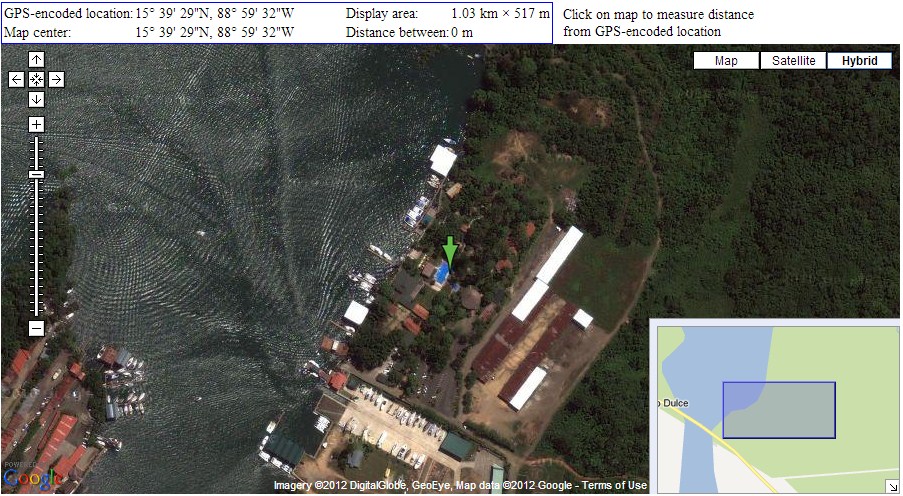 GPS-encoded location: 15° 39' 29"N, 88° 59' 32"W Display area: 1.03 km × 517 m
Map center: 15° 39' 29"N, 88° 59' 32"W Distance between: 0 m
Click on map to measure distance
from GPS-encoded location
Map Satellite Hybrid
o Dulce
POWERED BY
Google
Imagery ©2012 DigitalGlobe, GeoEye, Map data ©2012 Google - Terms of Use